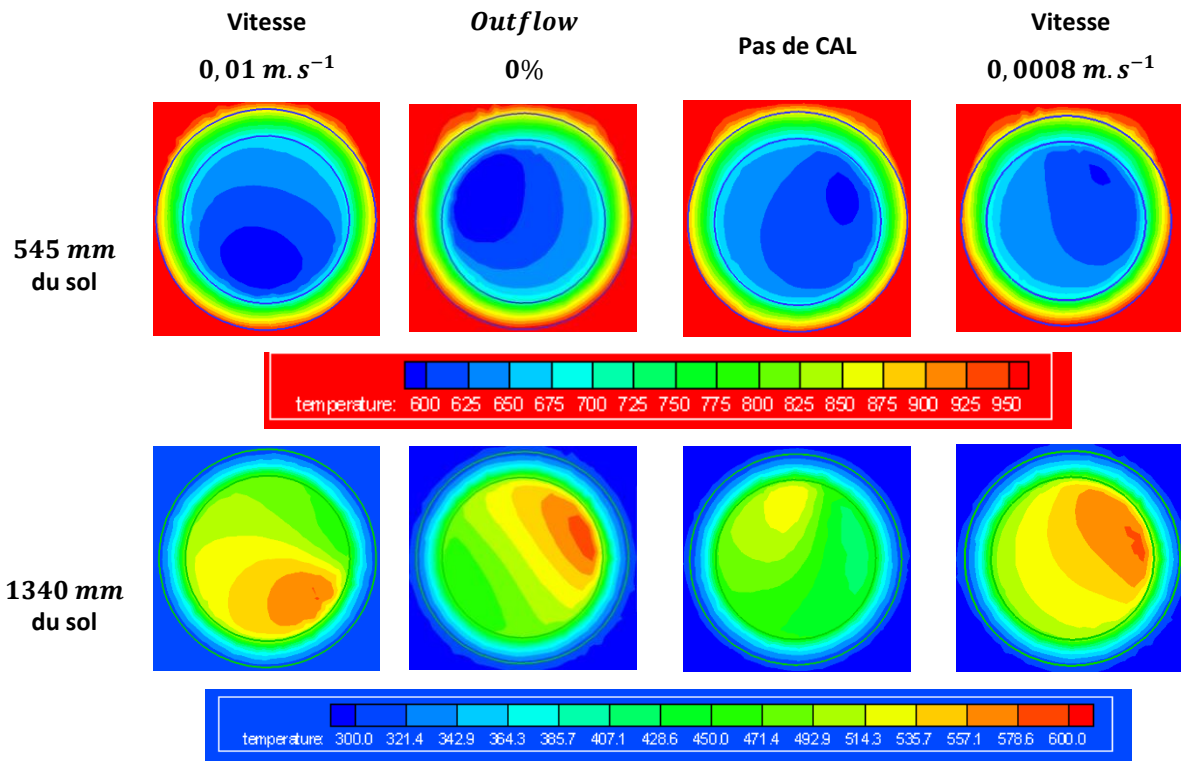 Vitesse
0,01 m.s⁻¹
Outflow
0%
Pas de CAL
Vitesse
0,0008 m.s⁻¹
545 mm
du sol
temperature: 600 625 650 675 700 725 750 775 800 825 850 875 900 925 950
1340 mm
du sol
temperature: 300.0 321.4 342.9 364.3 385.7 407.1 428.6 450.0 471.4 492.9 514.3 535.7 557.1 578.6 600.0